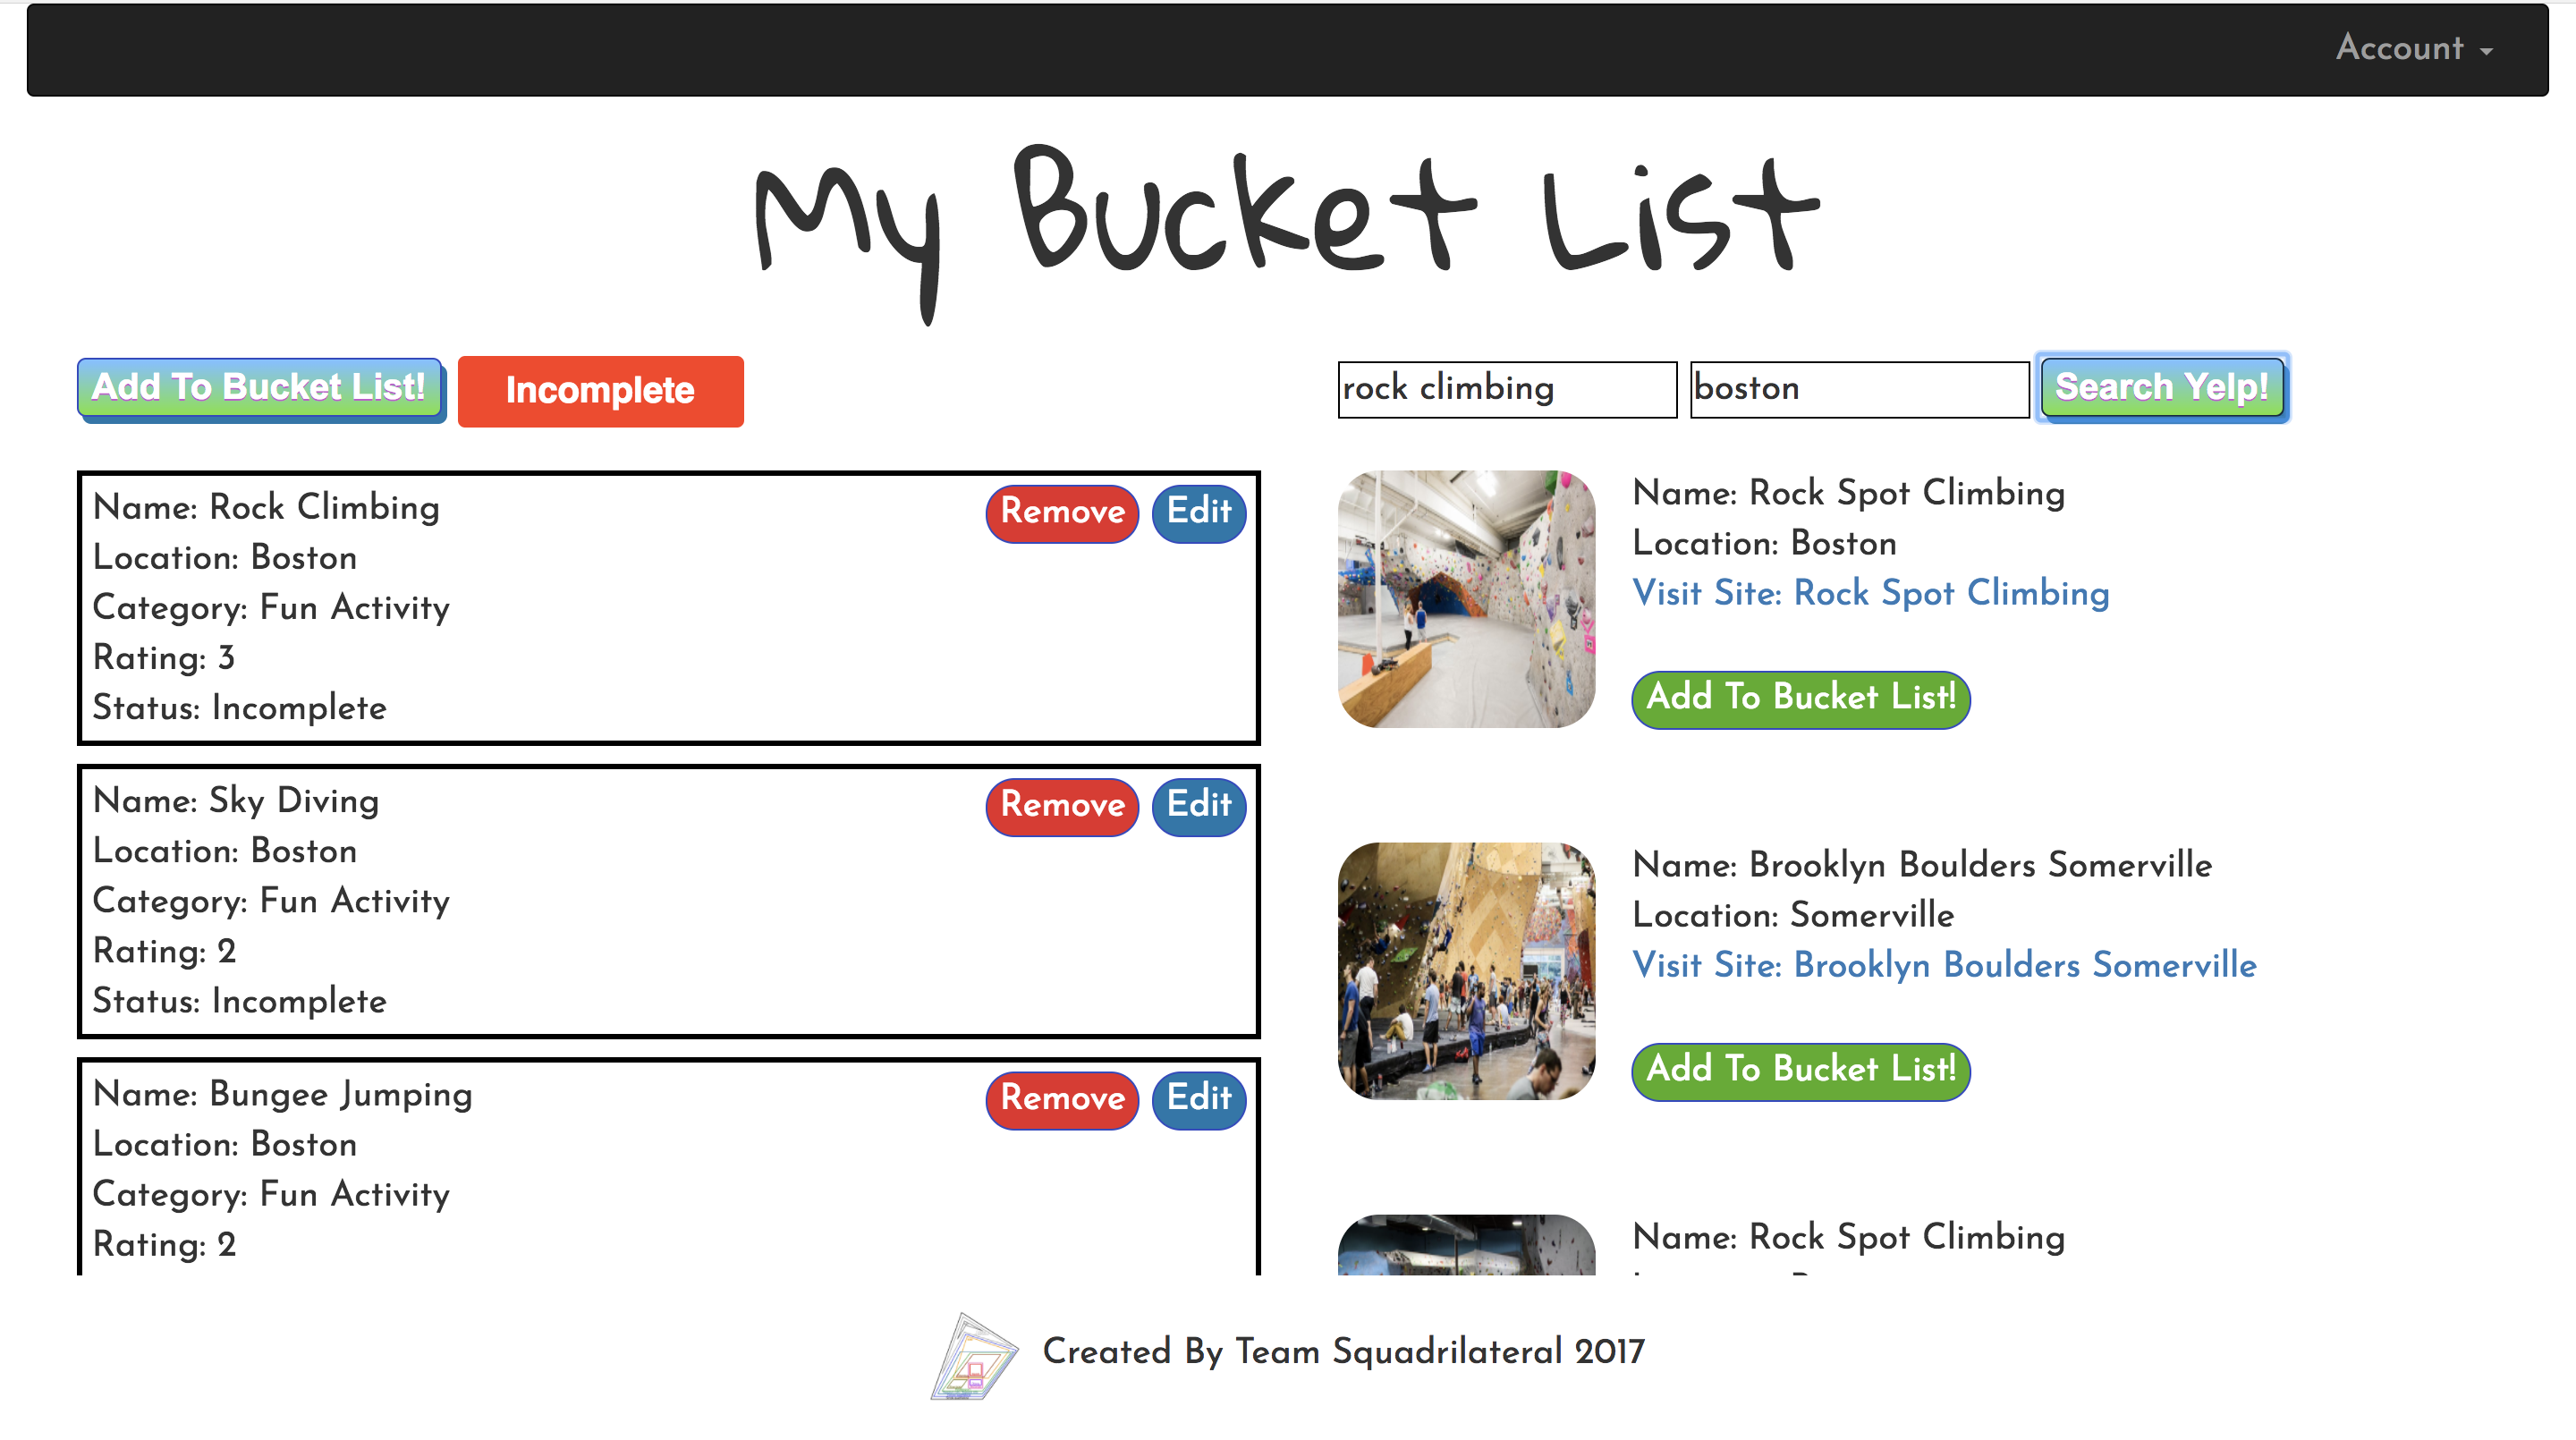 Account
My Bucket List
Add To Bucket List!
Incomplete
rock climbing
boston
Search Yelp!
Name: Rock Climbing
Remove
Edit
Location: Boston
Category: Fun Activity
Rating: 3
Status: Incomplete
Name: Sky Diving
Remove
Edit
Location: Boston
Category: Fun Activity
Rating: 2
Status: Incomplete
Name: Bungee Jumping
Remove
Edit
Location: Boston
Category: Fun Activity
Rating: 2
Name: Rock Spot Climbing
Location: Boston
Visit Site: Rock Spot Climbing
Add To Bucket List!
Name: Brooklyn Boulders Somerville
Location: Somerville
Visit Site: Brooklyn Boulders Somerville
Add To Bucket List!
Name: Rock Spot Climbing
Created By Team Squadrilateral 2017